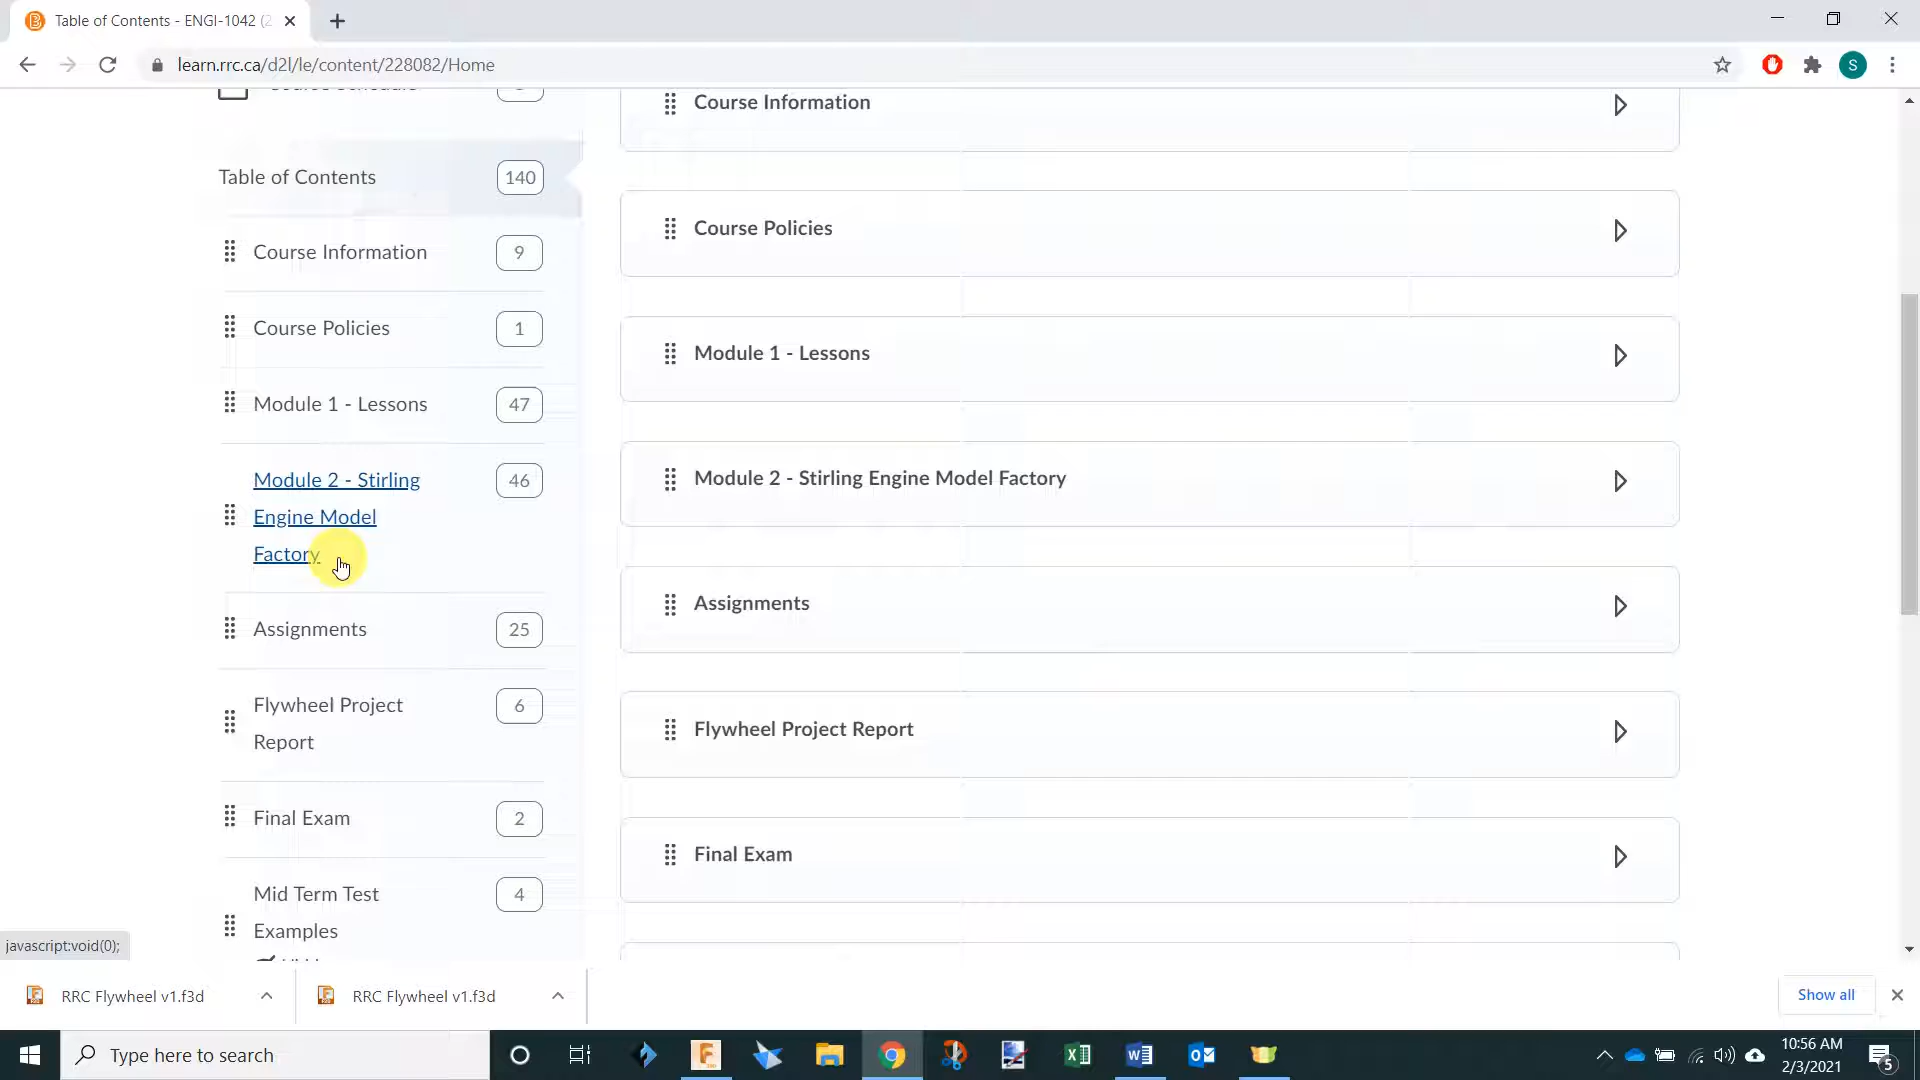 Table of Contents - ENGI-1042 (2
learn.rrc.ca/d2l/le/content/228082/Home
S
Table of Contents 140
Course Information 9
Course Policies 1
Module 1 - Lessons 47
Module 2 - Stirling 46
Engine Model
Factory
Assignments 25
Flywheel Project 6
Report
Final Exam 2
Mid Term Test 4
Examples
Course Information
Course Policies
Module 1 - Lessons
Module 2 - Stirling Engine Model Factory
Assignments
Flywheel Project Report
Final Exam
javascript:void(0);
RRC Flywheel v1.f3d
RRC Flywheel v1.f3d
Show all
Type here to search
10:56 AM
2/3/2021
5